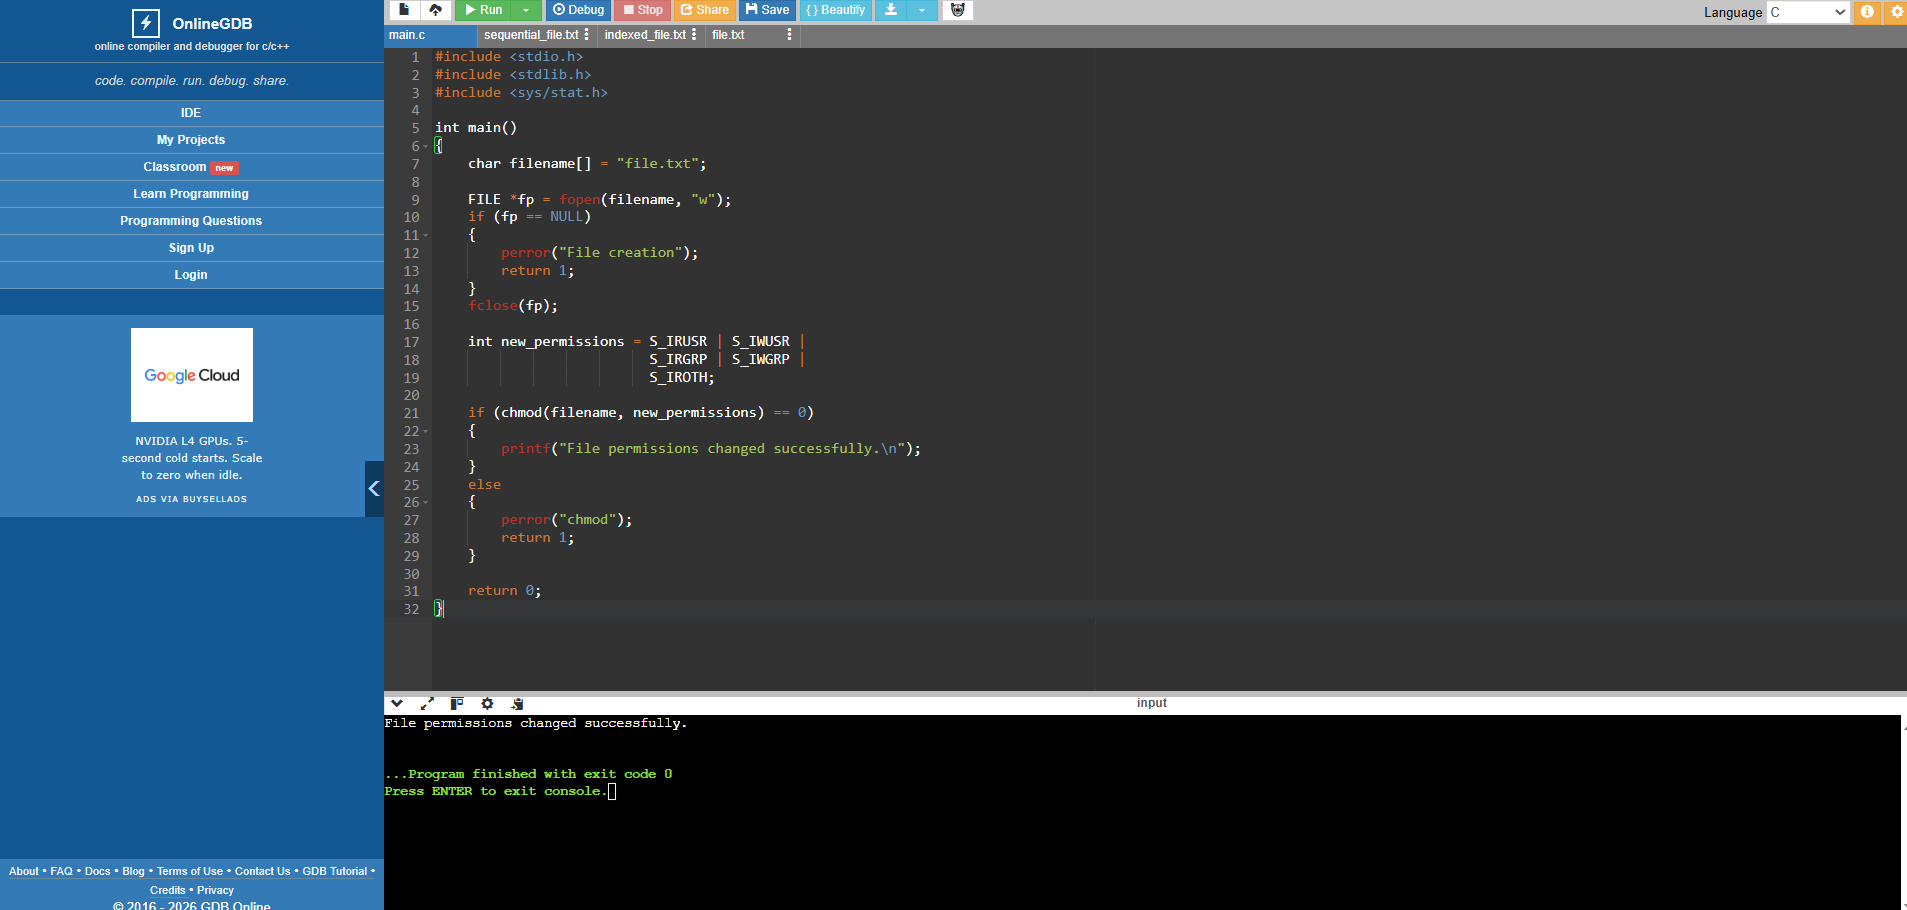 OnlineGDB
online compiler and debugger for c/c++
code. compile. run. debug. share.
IDE
My Projects
Classroom new
Learn Programming
Programming Questions
Sign Up
Login
Google Cloud
NVIDIA L4 GPUs. 5-
second cold starts. Scale
to zero when idle.
ADS VIA BUYSELLADS
About • FAQ • Docs • Blog • Terms of Use • Contact Us • GDB Tutorial •
Credits • Privacy
© 2016 - 2026 GDB Online
Run Debug Stop Share Save { } Beautify Language C
main.c sequential_file.txt indexed_file.txt file.txt
1 #include <stdio.h>
2 #include <stdlib.h>
3 #include <sys/stat.h>
4
5 int main()
6 {
7 char filename[] = "file.txt";
8
9 FILE *fp = fopen(filename, "w");
10 if (fp == NULL)
11 {
12 perror("File creation");
13 return 1;
14 }
15 fclose(fp);
16
17 int new_permissions = S_IRUSR | S_IWUSR |
18 S_IRGRP | S_IWGRP |
19 S_IROTH;
20
21 if (chmod(filename, new_permissions) == 0)
22 {
23 printf("File permissions changed successfully.\n");
24 }
25 else
26 {
27 perror("chmod");
28 return 1;
29 }
30
31 return 0;
32 }
input
File permissions changed successfully.
...Program finished with exit code 0
Press ENTER to exit console.